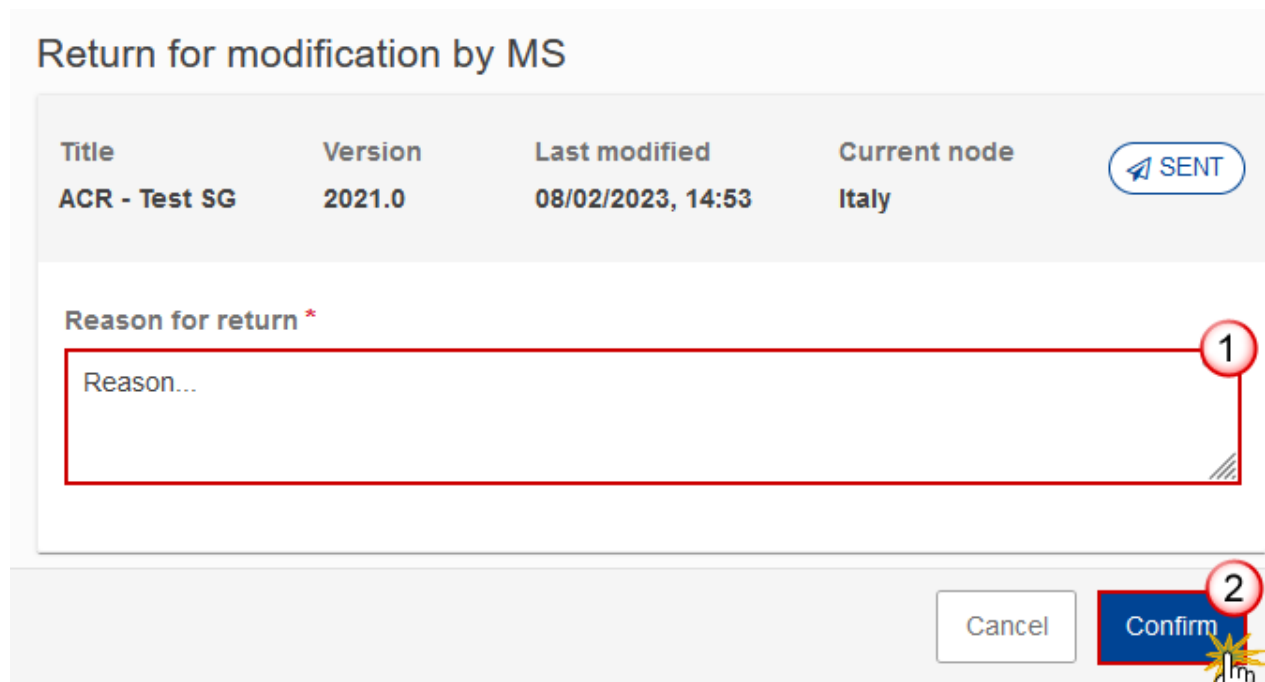 Return for modification by MS
Title Version Last modified Current node SENT
ACR - Test SG 2021.0 08/02/2023, 14:53 Italy
Reason for return *
1
Reason...
2
Cancel Confirm